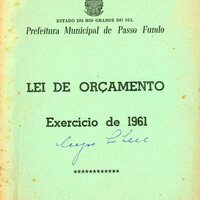 ESTADO DO RIO GRANDE DO SUL
Prefeitura Municipal de Passo Fundo
LEI DE ORÇAMENTO
Exercício de 1961
************